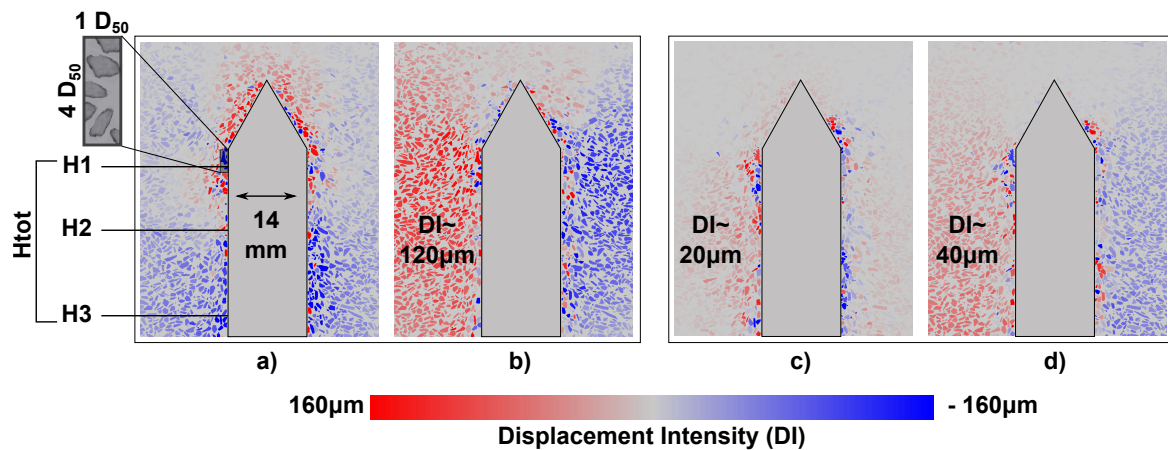 1 D50
4 D50
H1
H2
H3
Htot
14
mm
DI~
120µm
DI~
20µm
DI~
40µm
a)
b)
c)
d)
160µm
- 160µm
Displacement Intensity (DI)